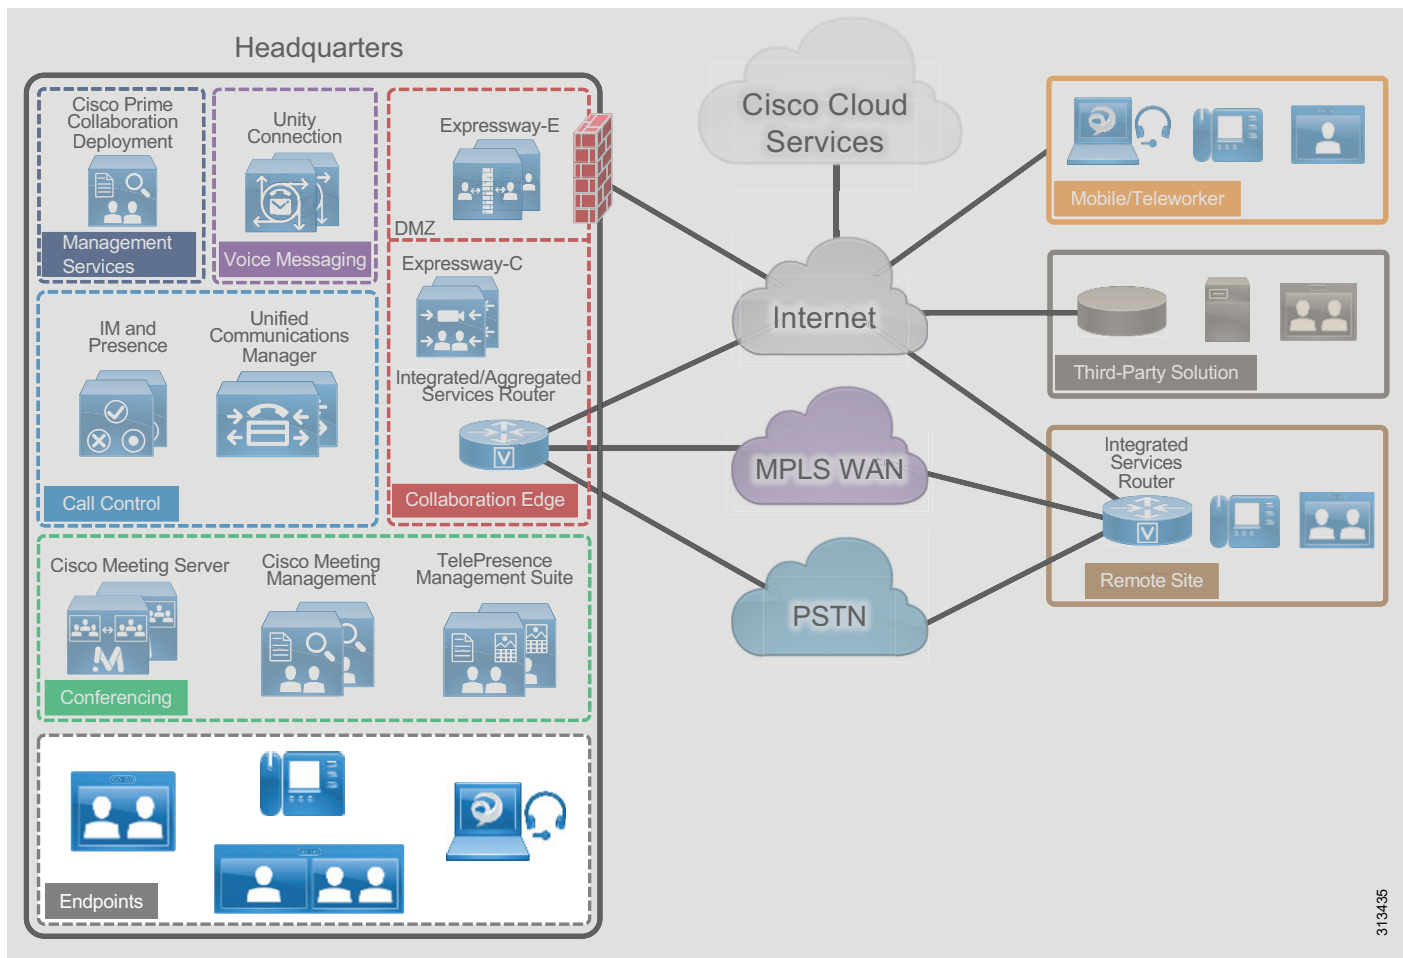 Headquarters
Cisco Prime
Collaboration
Deployment
Management
Services
Unity
Connection
Voice Messaging
Expressway-E
DMZ
Expressway-C
Integrated/Aggregated
Services Router
V
Collaboration Edge
IM and
Presence
Unified
Communications
Manager
Call Control
Cisco Meeting Server
M
Cisco Meeting
Management
TelePresence
Management Suite
Conferencing
Endpoints
Cisco Cloud
Services
Internet
MPLS WAN
PSTN
Mobile/Teleworker
Third-Party Solution
Integrated
Services
Router
V
Remote Site
313435